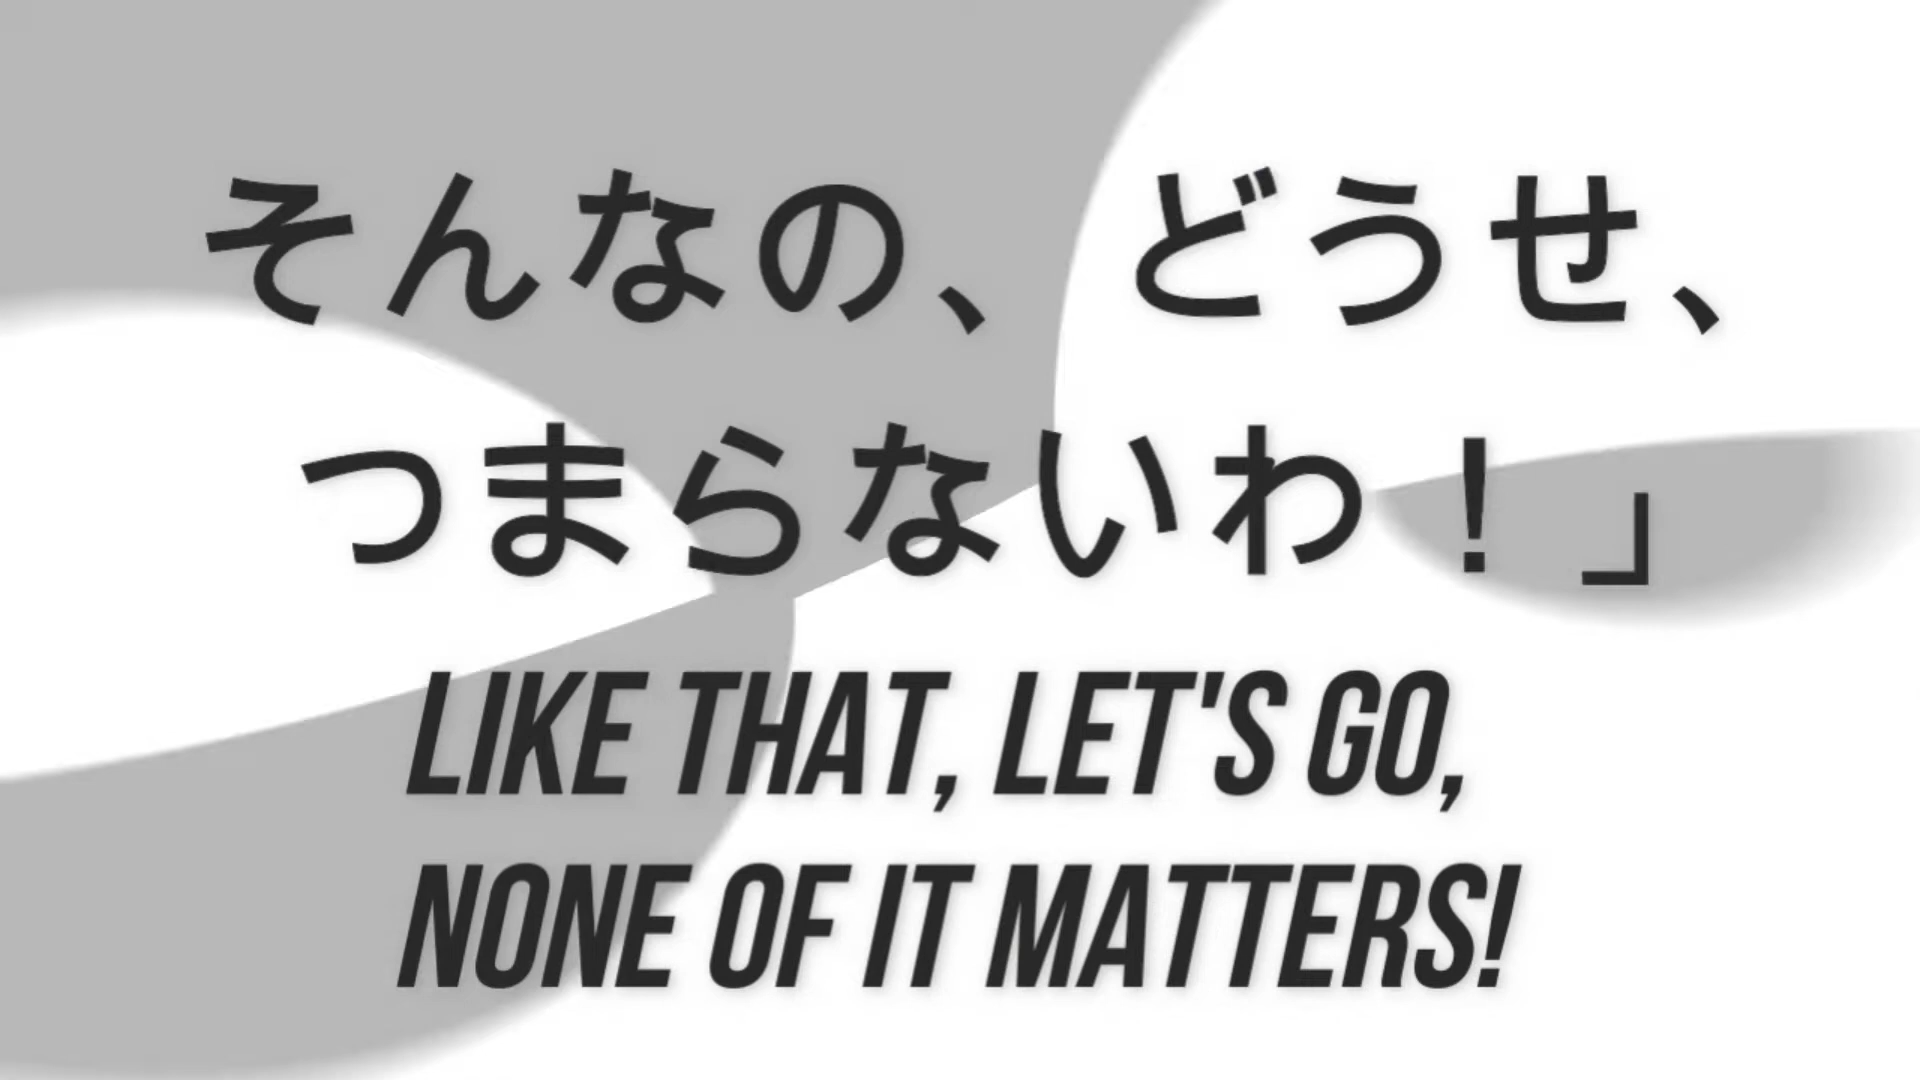 そんなの、どうせ、
つまらないわ！」
LIKE THAT, LET'S GO,
NONE OF IT MATTERS!